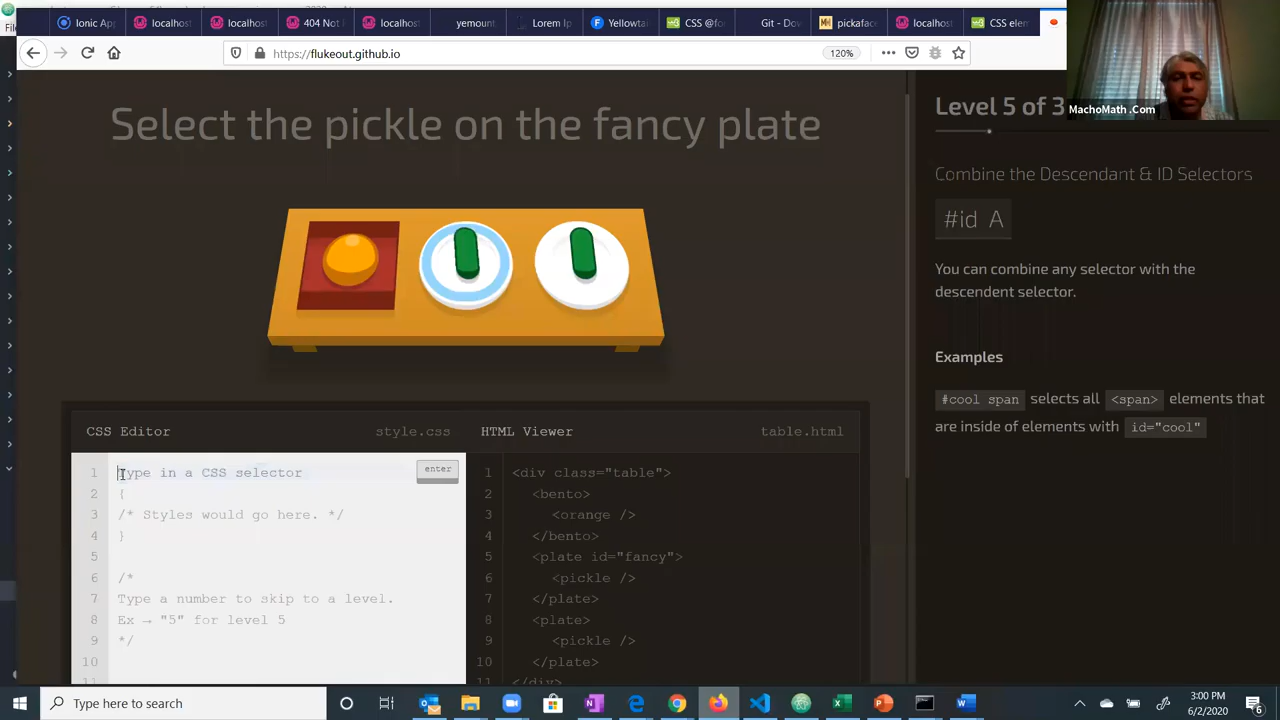 Ionic App
localhost
localhost
404 Not
localhost
yemount.
Lorem Ip
Yellowtai
CSS @fo
Git - Dow
pickaface
localhost
CSS elem
https://flukeout.github.io
120%
MachoMath .Com
Select the pickle on the fancy plate
Level 5 of 3
Combine the Descendant & ID Selectors
#id A
You can combine any selector with the
descendent selector.
Examples
#cool span selects all <span> elements that
are inside of elements with id="cool"
CSS Editor style.css
1 Type in a CSS selector enter
2 {
3 /* Styles would go here. */
4 }
5
6 /*
7 Type a number to skip to a level.
8 Ex → "5" for level 5
9 */
10
HTML Viewer table.html
1 <div class="table">
2 <bento>
3 <orange />
4 </bento>
5 <plate id="fancy">
6 <pickle />
7 </plate>
8 <plate>
9 <pickle />
10 </plate>
11 </div>
Type here to search
3:00 PM
6/2/2020
6